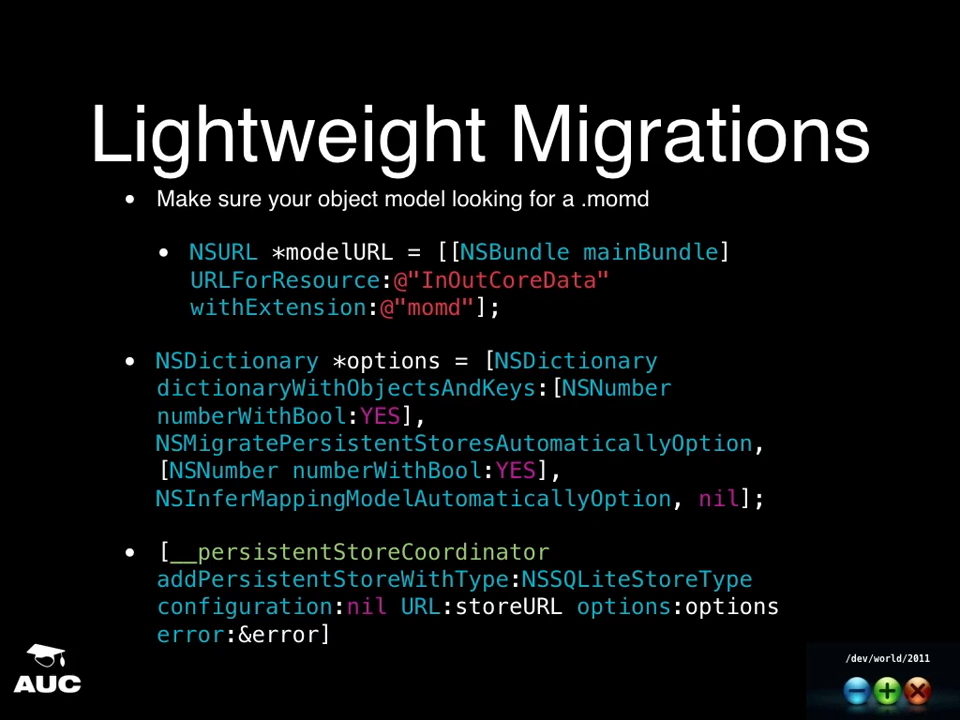 Lightweight Migrations
• Make sure your object model looking for a .momd
• NSURL *modelURL = [[NSBundle mainBundle]
URLForResource:@"InOutCoreData"
withExtension:@"momd"];
• NSDictionary *options = [NSDictionary
dictionaryWithObjectsAndKeys:[NSNumber
numberWithBool:YES],
NSMigratePersistentStoresAutomaticallyOption,
[NSNumber numberWithBool:YES],
NSInferMappingModelAutomaticallyOption, nil];
• [__persistentStoreCoordinator
addPersistentStoreWithType:NSSQLiteStoreType
configuration:nil URL:storeURL options:options
error:&error]
AUC
/dev/world/2011